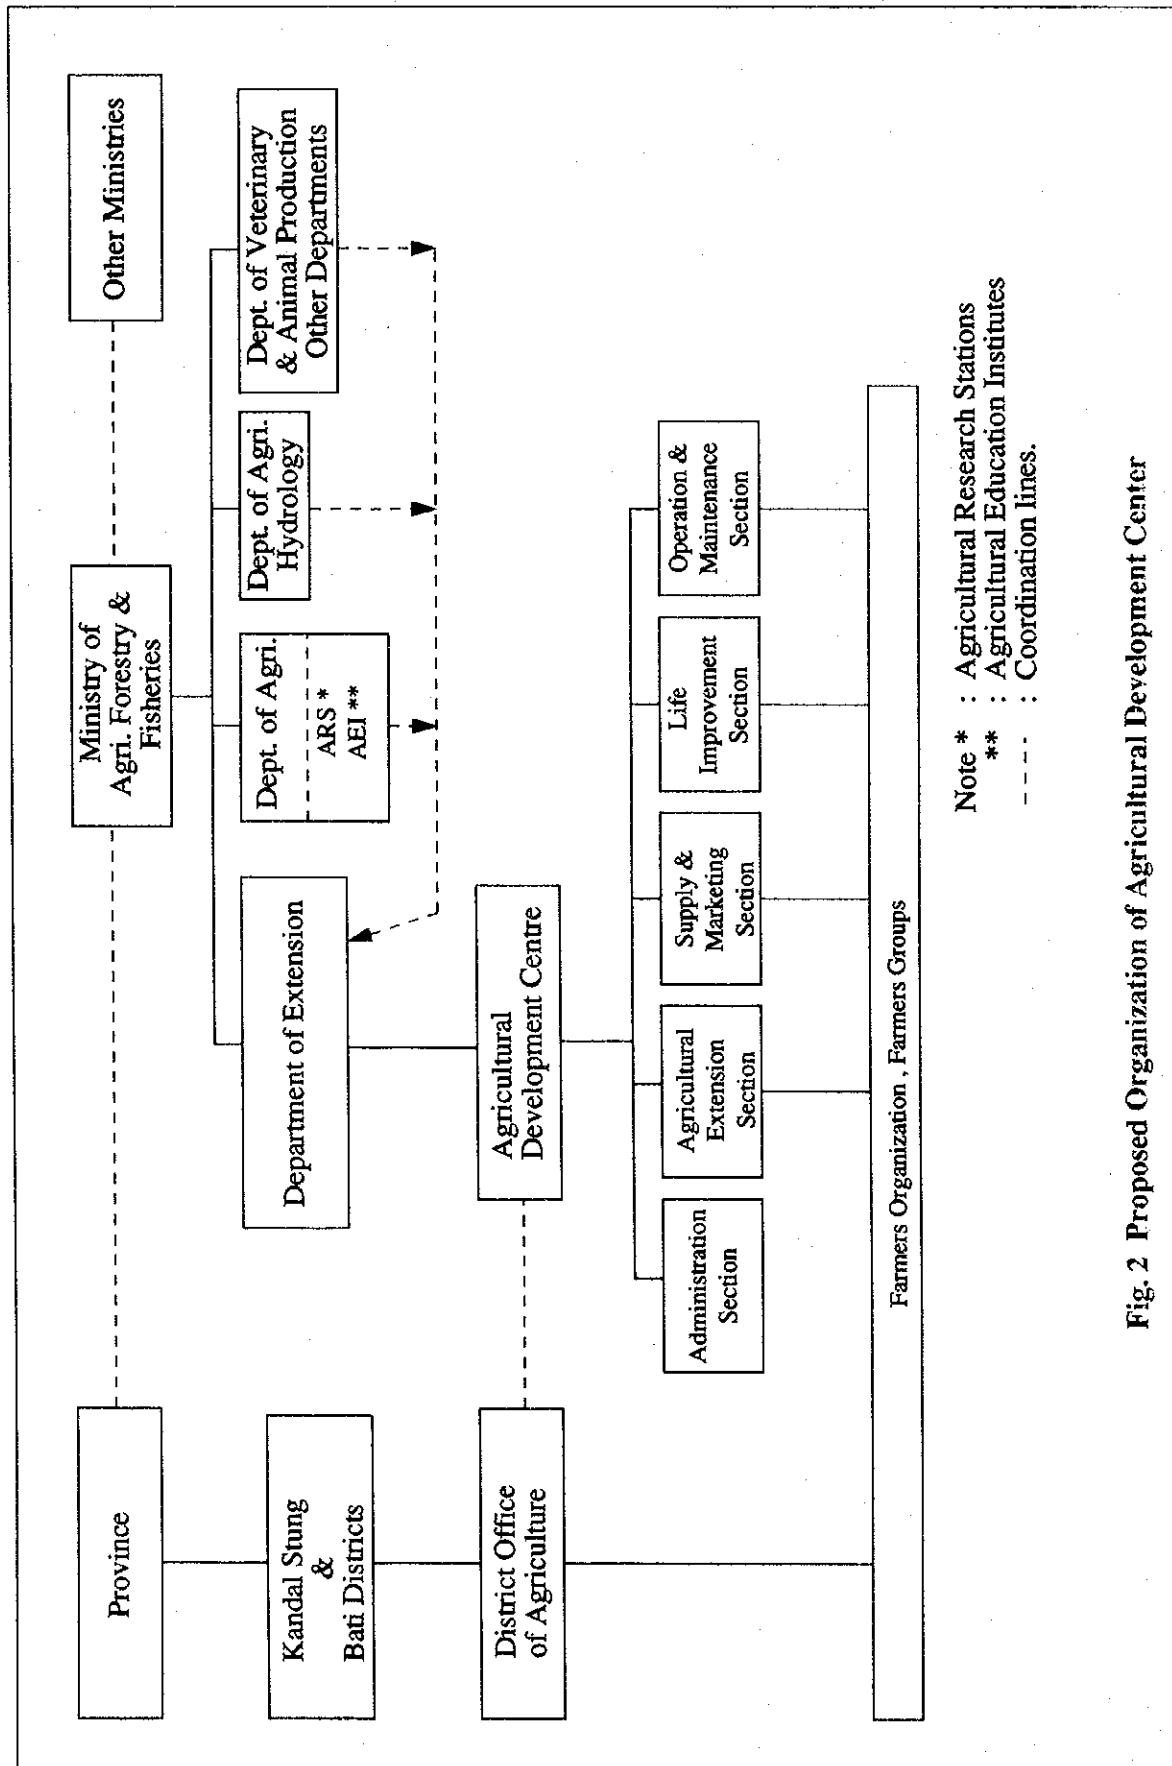 Province
Ministry of
Agri. Forestry &
Fisheries
Other Ministries
Kandal Stung
&
Bati Districts
Department of Extension
Dept. of Agri.
ARS *
AEI **
Dept. of Agri.
Hydrology
Dept. of Veterinary
& Animal Production
Other Departments
District Office
of Agriculture
Agricultural
Development Centre
Administration
Section
Agricultural
Extension
Section
Supply &
Marketing
Section
Life
Improvement
Section
Operation &
Maintenance
Section
Farmers Organization , Farmers Groups
Note * : Agricultural Research Stations
** : Agricultural Education Institutes
---- : Coordination lines.
Fig. 2 Proposed Organization of Agricultural Development Center